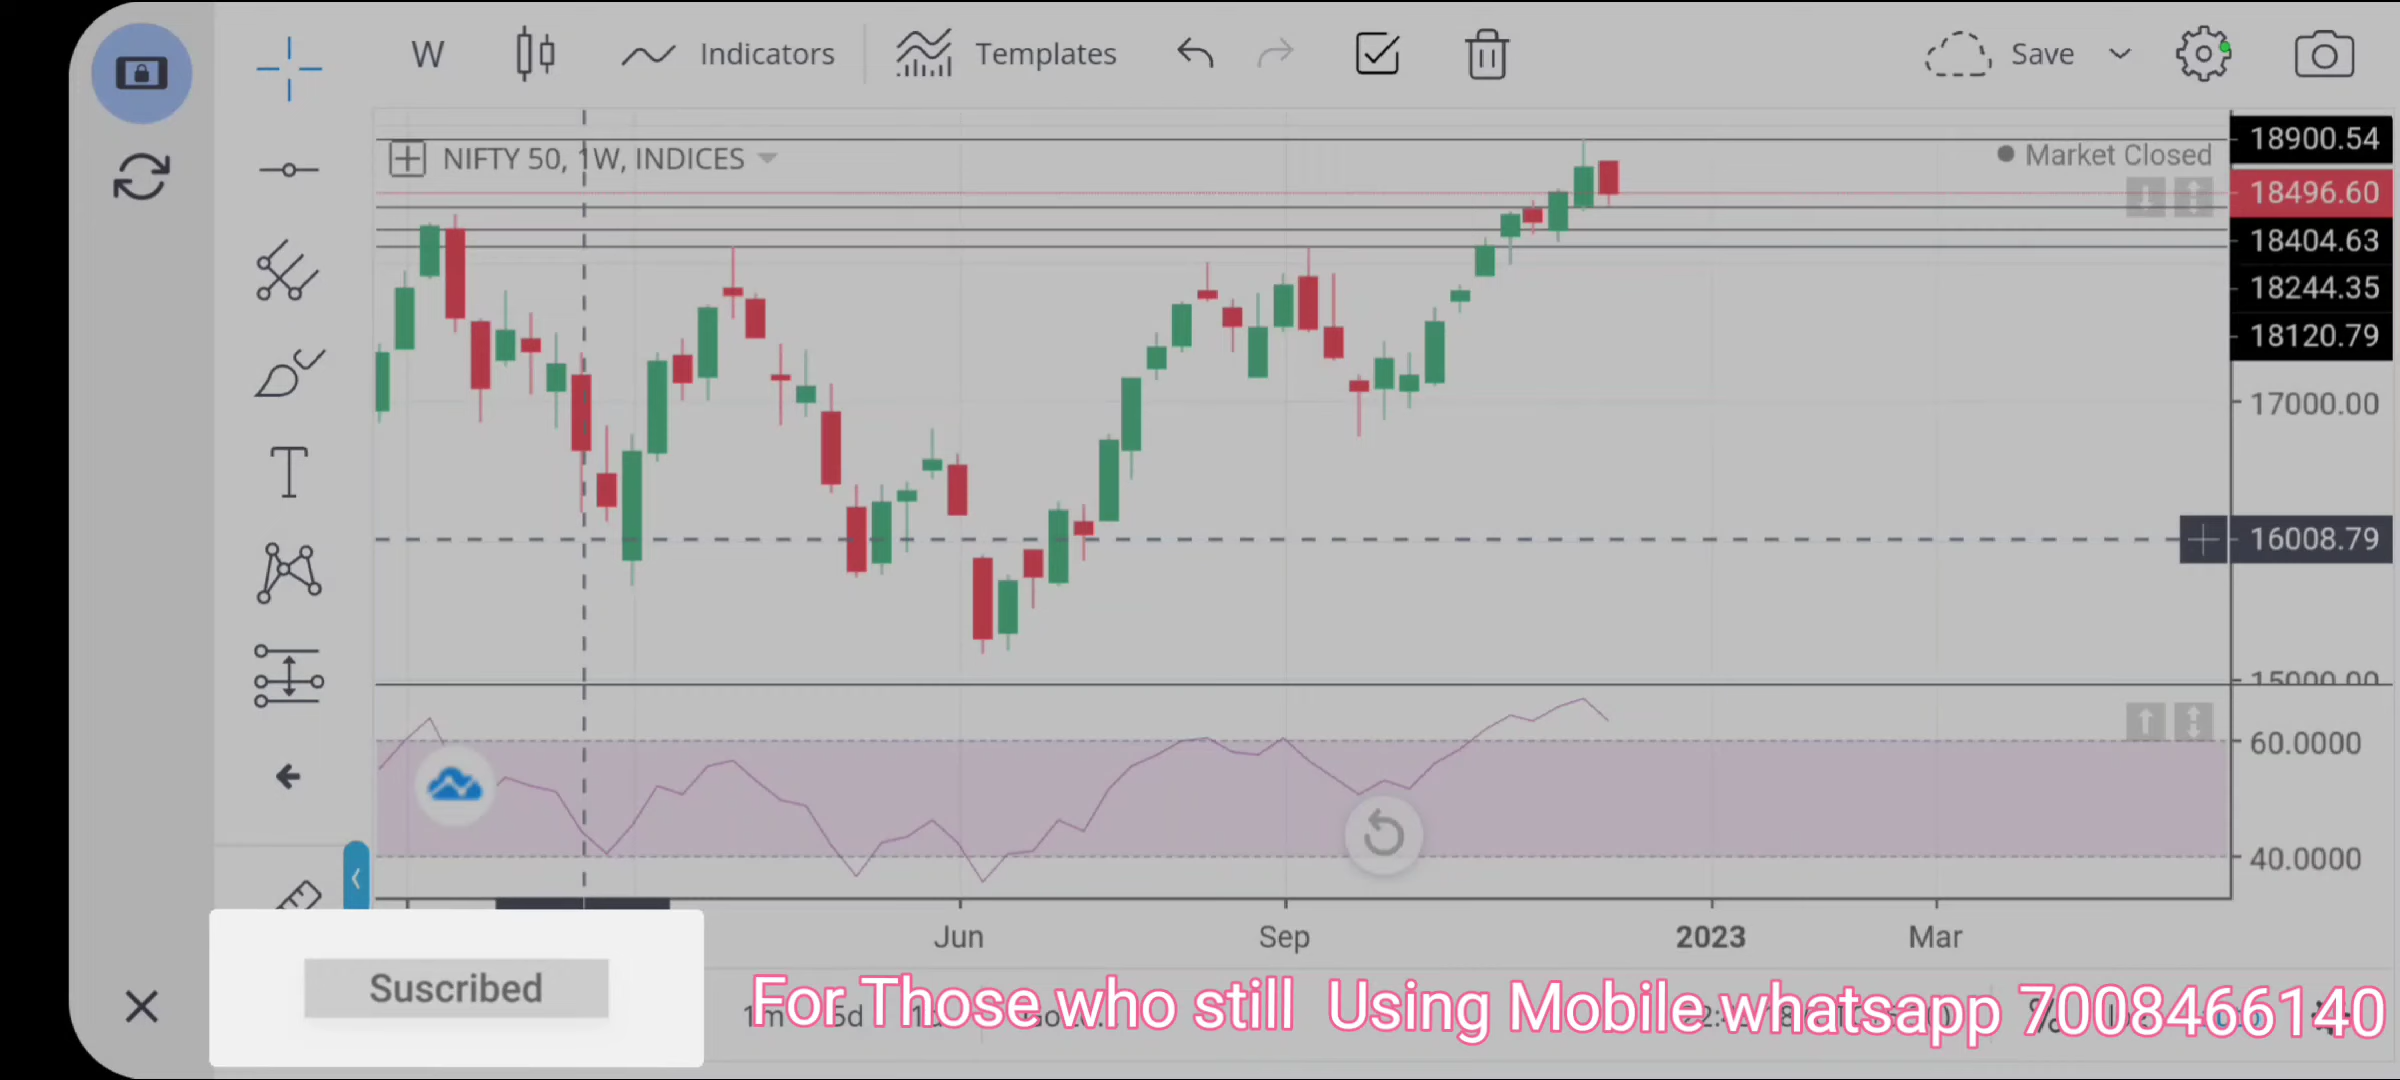 W
Indicators
Templates
Save
NIFTY 50, 1W, INDICES
Market Closed
18900.54
18496.60
18404.63
18244.35
18120.79
17000.00
16008.79
15000.00
60.0000
40.0000
Jun
Sep
2023
Mar
Suscribed
1m
5d
For Those who still Using Mobile whatsapp 7008466140